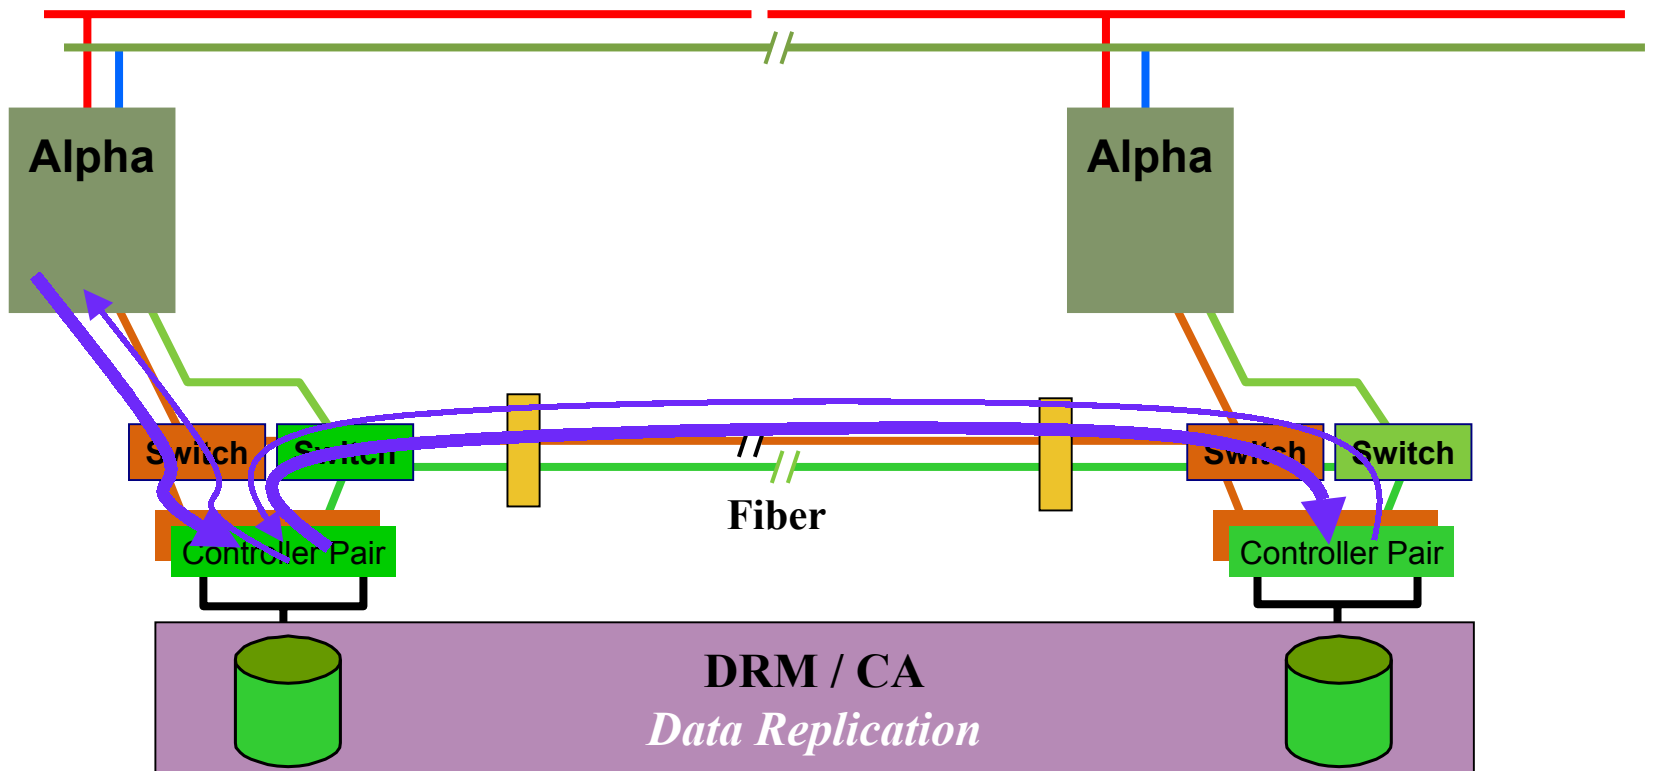 Alpha
Alpha
Switch
Switch
Switch
Switch
Fiber
Controller Pair
Controller Pair
DRM / CA
Data Replication